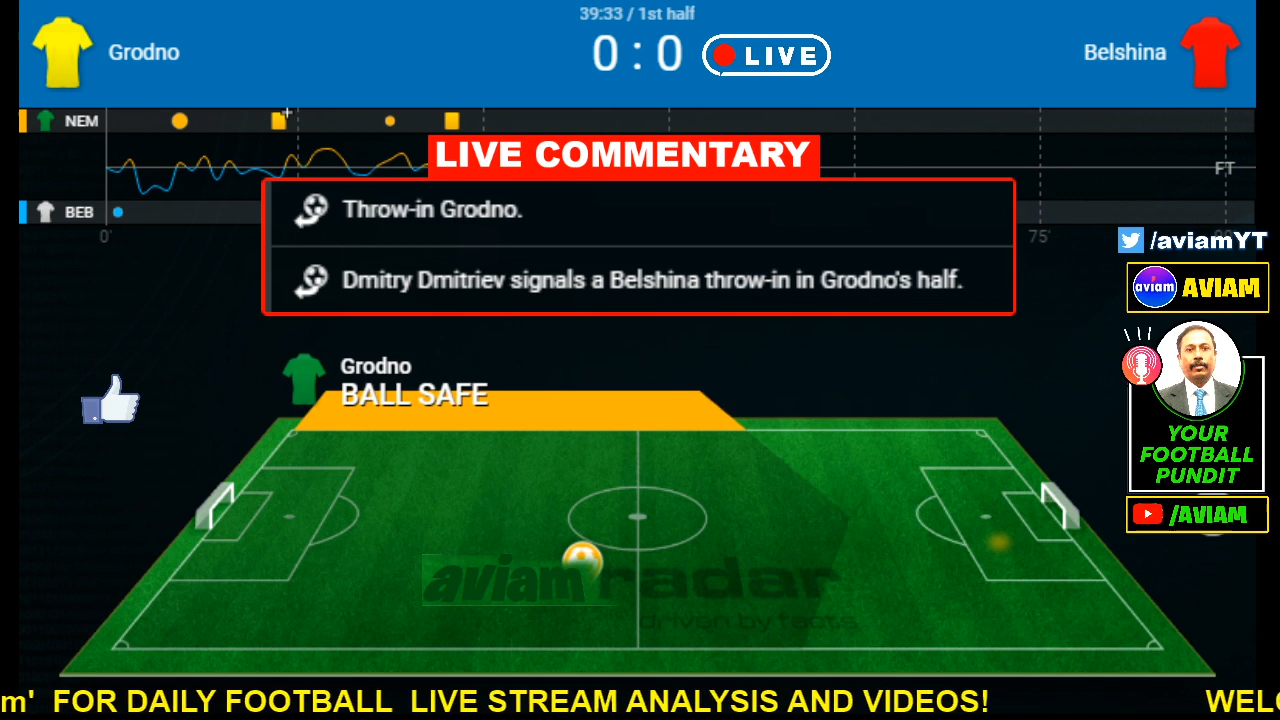 39:33 / 1st half
Grodno
0 : 0
LIVE
Belshina
NEM
LIVE COMMENTARY
FT
Throw-in Grodno.
BEB
0'
75'
/aviamYT
Dmitry Dmitriev signals a Belshina throw-in in Grodno's half.
aviam AVIAM
Grodno
BALL SAFE
YOUR
FOOTBALL
PUNDIT
/AVIAM
aviam radar
driven by facts
m' FOR DAILY FOOTBALL LIVE STREAM ANALYSIS AND VIDEOS! WELC